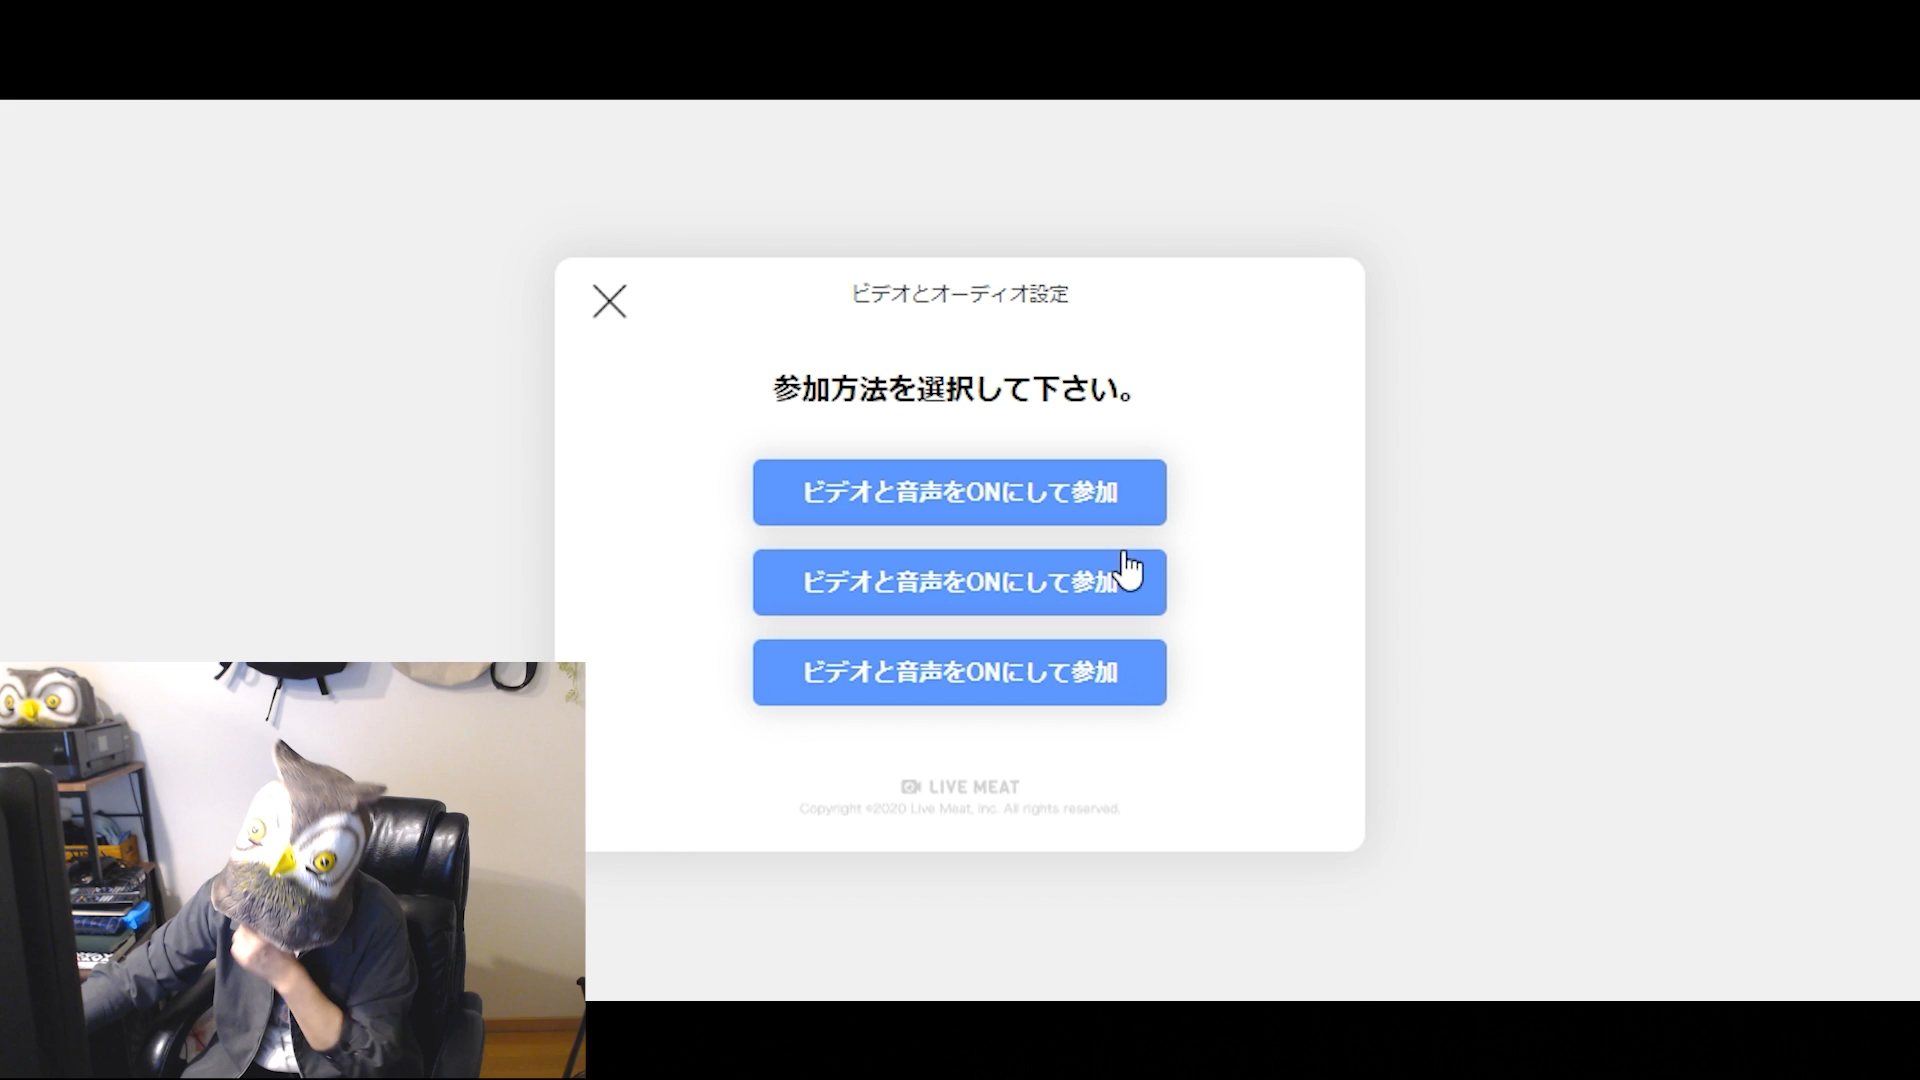 ビデオとオーディオ設定
参加方法を選択して下さい。
ビデオと音声をONにして参加
ビデオと音声をONにして参加
ビデオと音声をONにして参加
LIVE MEAT
Copyright ©2020 Live Meat, Inc. All rights reserved.